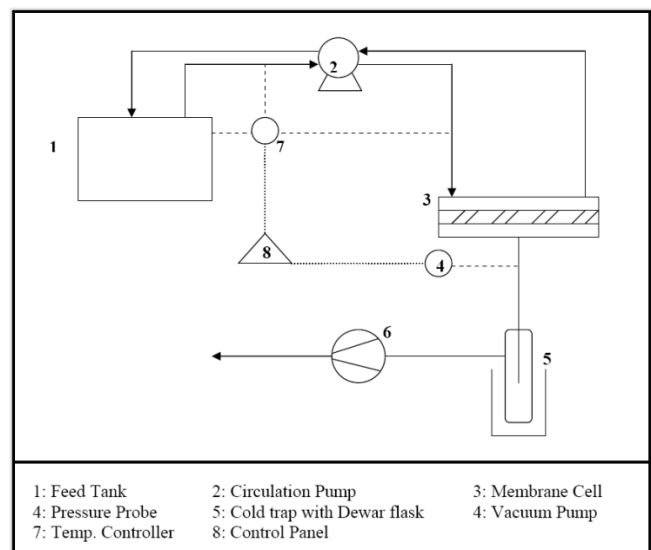 2
1
7
3
8
4
6
5
1: Feed Tank 2: Circulation Pump 3: Membrane Cell
4: Pressure Probe 5: Cold trap with Dewar flask 4: Vacuum Pump
7: Temp. Controller 8: Control Panel